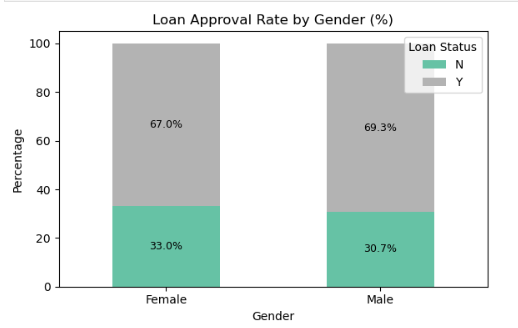 Loan Approval Rate by Gender (%)
Loan Status
N
Y
100
80
60
40
20
0
Percentage
67.0%
69.3%
33.0%
30.7%
Female
Male
Gender